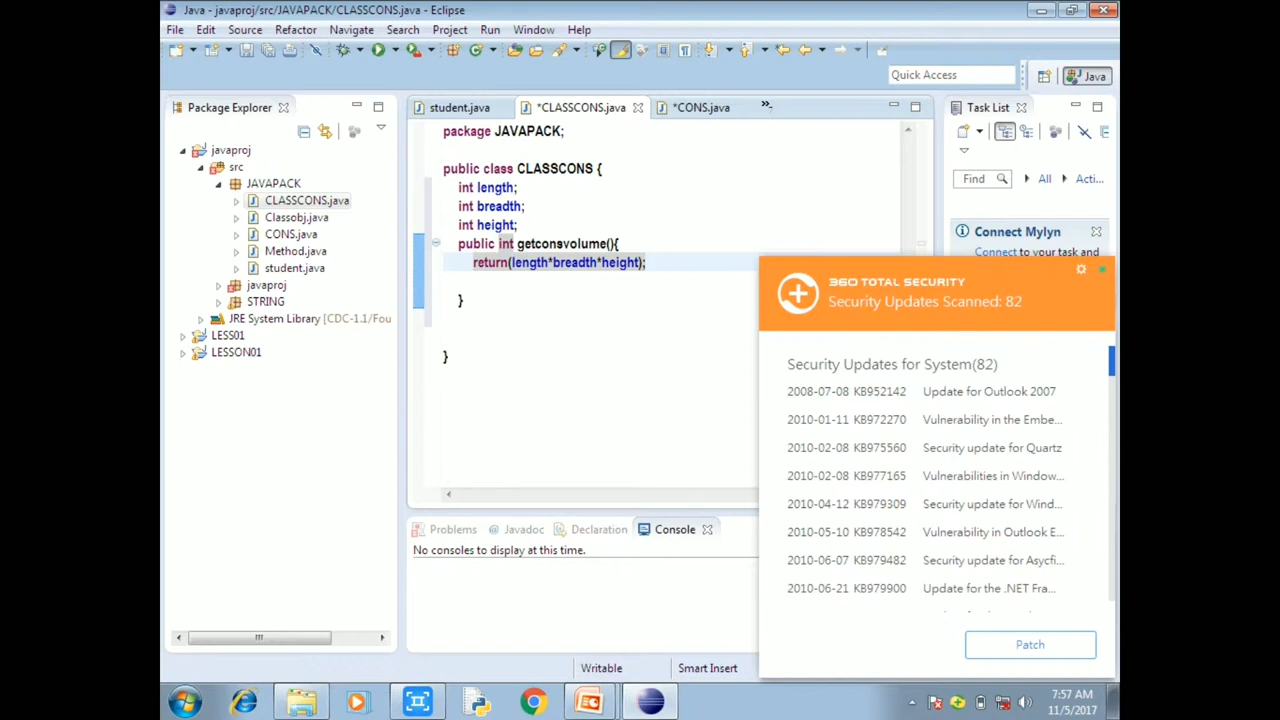 Java - javaproj/src/JAVAPACK/CLASSCONS.java - Eclipse
File Edit Source Refactor Navigate Search Project Run Window Help
Quick Access
Java
Package Explorer
javaproj
src
JAVAPACK
CLASSCONS.java
Classobj.java
CONS.java
Method.java
student.java
javaproj
STRING
JRE System Library [CDC-1.1/Fou
LESS01
LESSON01
student.java *CLASSCONS.java *CONS.java
package JAVAPACK;
public class CLASSCONS {
int length;
int breadth;
int height;
public int getconsvolume(){
return(length*breadth*height);
}
}
Task List
Find All Acti...
Connect Mylyn
Connect to your task and
360 TOTAL SECURITY
Security Updates Scanned: 82
Security Updates for System(82)
2008-07-08 KB952142 Update for Outlook 2007
2010-01-11 KB972270 Vulnerability in the Embe...
2010-02-08 KB975560 Security update for Quartz
2010-02-08 KB977165 Vulnerabilities in Window...
2010-04-12 KB979309 Security update for Wind...
2010-05-10 KB978542 Vulnerability in Outlook E...
2010-06-07 KB979482 Security update for Asycfi...
2010-06-21 KB979900 Update for the .NET Fra...
Patch
Problems Javadoc Declaration Console
No consoles to display at this time.
Writable Smart Insert
7:57 AM
11/5/2017